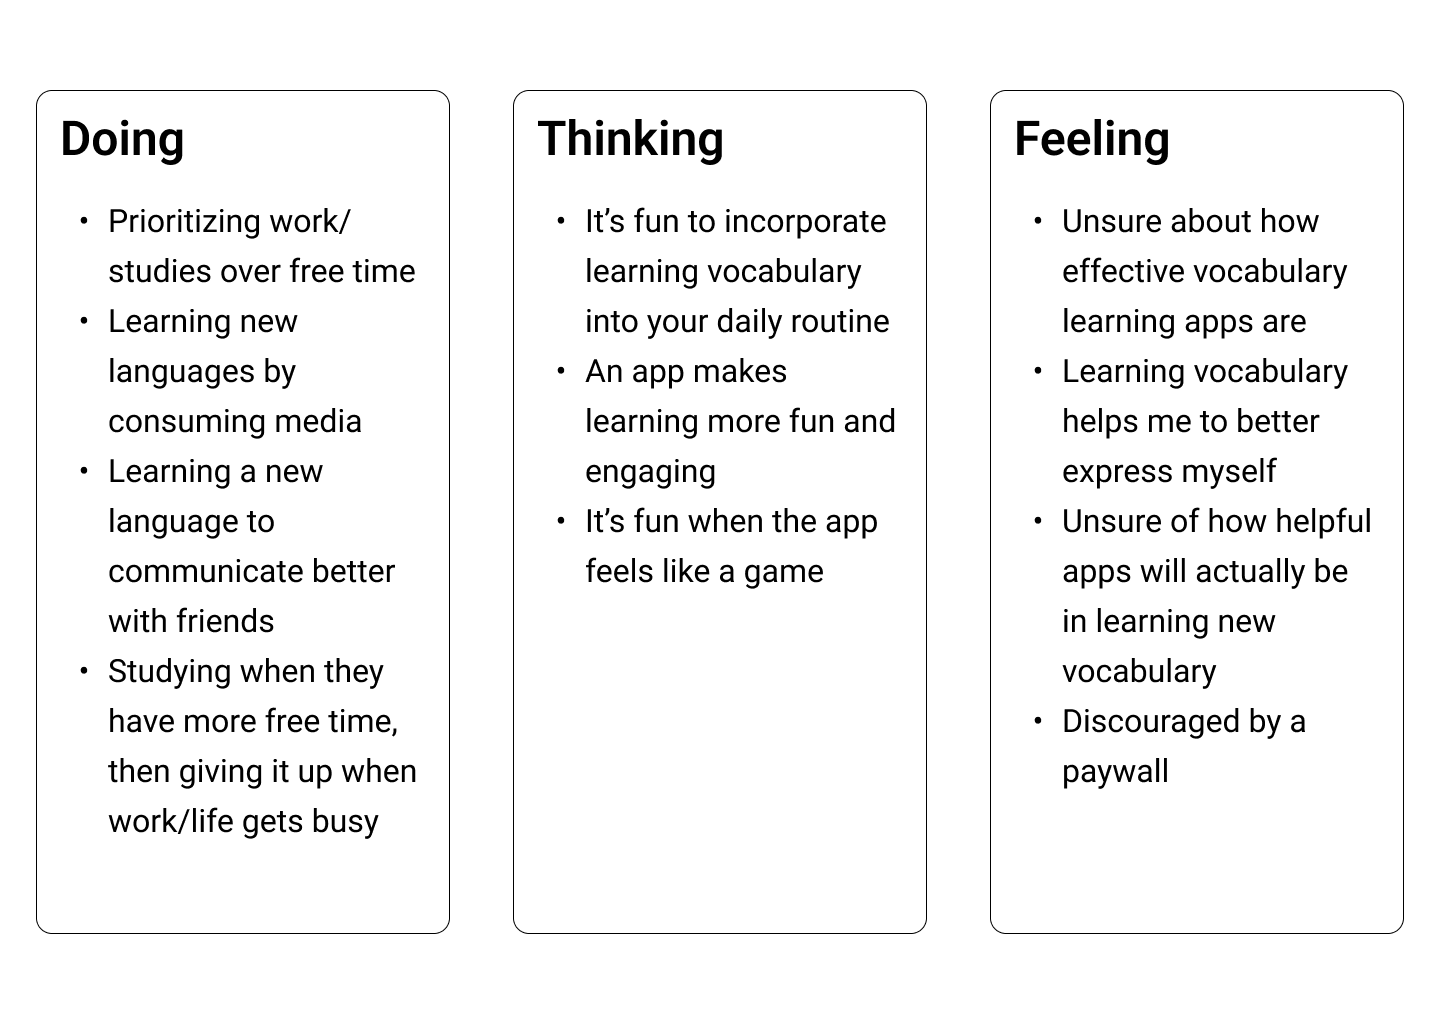 Doing
• Prioritizing work/
studies over free time
• Learning new
languages by
consuming media
• Learning a new
language to
communicate better
with friends
• Studying when they
have more free time,
then giving it up when
work/life gets busy
Thinking
• It’s fun to incorporate
learning vocabulary
into your daily routine
• An app makes
learning more fun and
engaging
• It’s fun when the app
feels like a game
Feeling
• Unsure about how
effective vocabulary
learning apps are
• Learning vocabulary
helps me to better
express myself
• Unsure of how helpful
apps will actually be
in learning new
vocabulary
• Discouraged by a
paywall